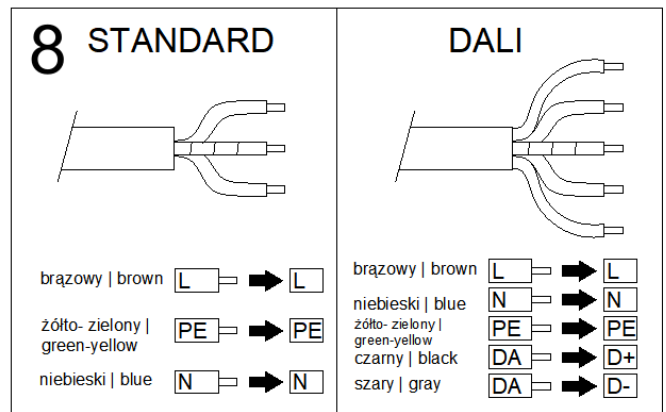 8 STANDARD
brązowy | brown L L
żółto- zielony |
green-yellow PE PE
niebieski | blue N N
DALI
brązowy | brown L L
niebieski | blue N N
żółto- zielony |
green-yellow PE PE
czarny | black DA D+
szary | gray DA D-